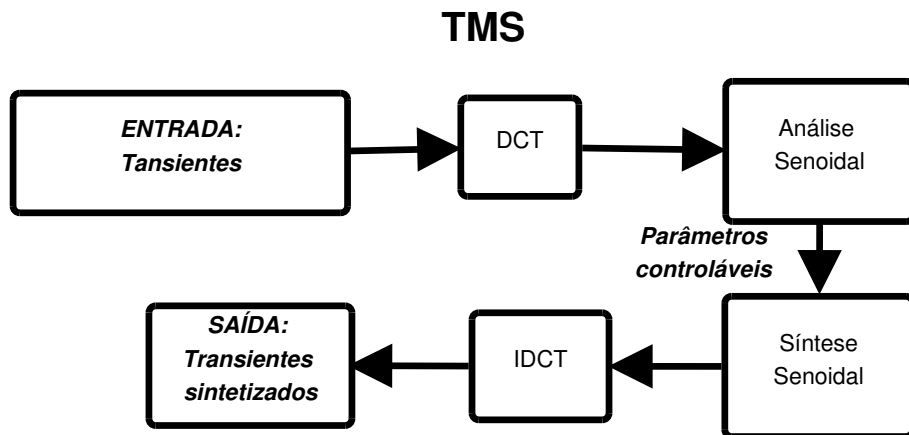 TMS
ENTRADA:
Tansientes
DCT
Análise
Senoidal
Parâmetros
controláveis
SAÍDA:
Transientes
sintetizados
IDCT
Síntese
Senoidal